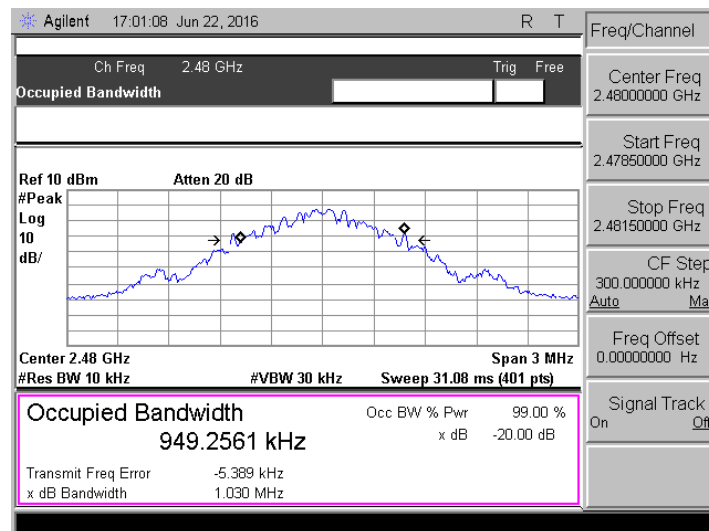 Agilent 17:01:08 Jun 22, 2016 R T
Freq/Channel
Ch Freq 2.48 GHz Trig Free
Occupied Bandwidth
Center Freq
2.48000000 GHz
Start Freq
2.47850000 GHz
Stop Freq
2.48150000 GHz
CF Step
300.000000 kHz
Auto Ma
Freq Offset
0.00000000 Hz
Signal Track
On Off
Ref 10 dBm Atten 20 dB
#Peak
Log
10
dB/
Center 2.48 GHz Span 3 MHz
#Res BW 10 kHz #VBW 30 kHz Sweep 31.08 ms (401 pts)
Occupied Bandwidth Occ BW % Pwr 99.00 %
949.2561 kHz x dB -20.00 dB
Transmit Freq Error -5.389 kHz
x dB Bandwidth 1.030 MHz